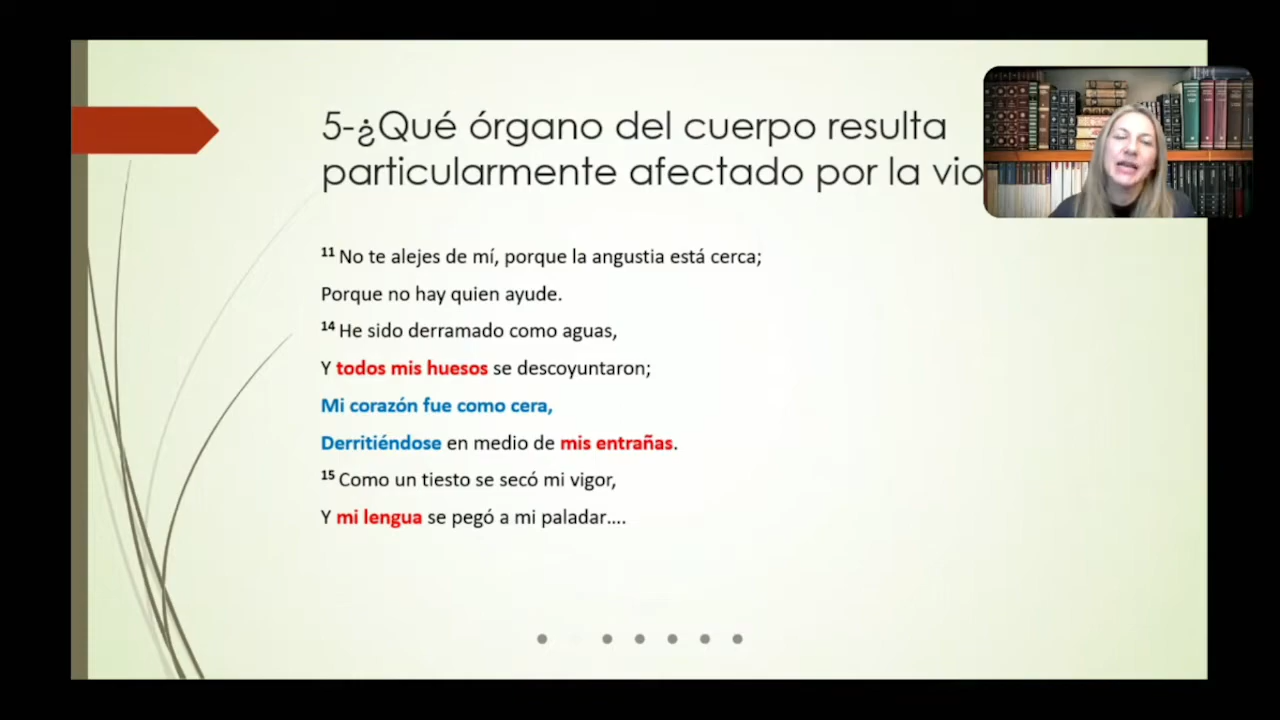 5-¿Qué órgano del cuerpo resulta
particularmente afectado por la vio
11 No te alejes de mí, porque la angustia está cerca;
Porque no hay quien ayude.
14 He sido derramado como aguas,
Y todos mis huesos se descoyuntaron;
Mi corazón fue como cera,
Derritiéndose en medio de mis entrañas.
15 Como un tiesto se secó mi vigor,
Y mi lengua se pegó a mi paladar....